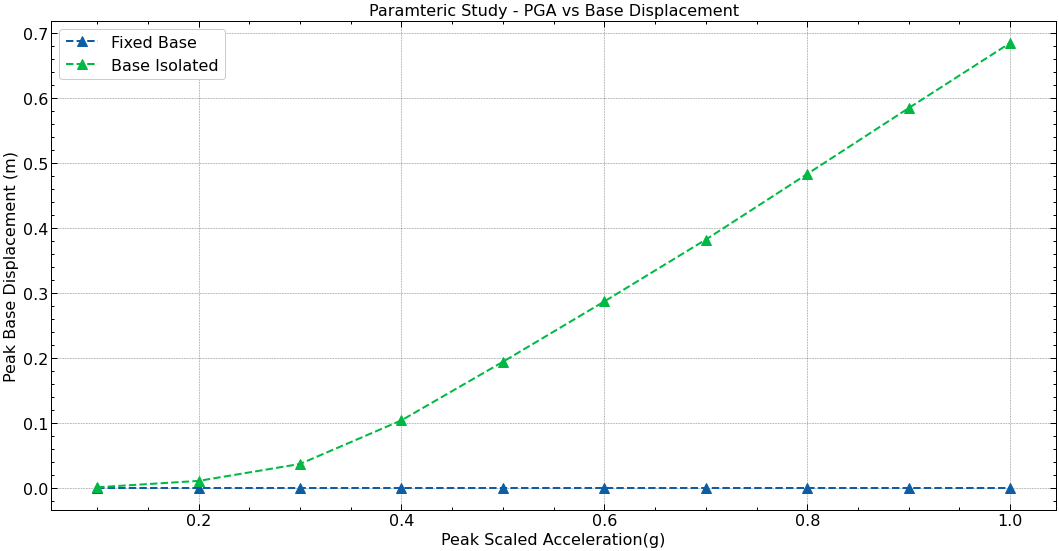 Paramteric Study - PGA vs Base Displacement
Fixed Base
Base Isolated
Peak Base Displacement (m)
0.7
0.6
0.5
0.4
0.3
0.2
0.1
0.0
0.2
0.4
0.6
0.8
1.0
Peak Scaled Acceleration(g)